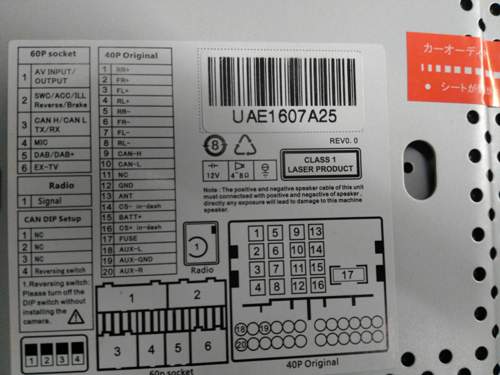 60P socket
1 AV INPUT/
OUTPUT
2 SWC/ACC/ILL
Reverse/Brake
3 CAN H/CAN L
TX/RX
4 MIC
5 DAB/DAB+
6 EX-TV
Radio
1 Signal
CAN DIP Setup
1 NC
2 NC
3 NC
4 Reversing switch
1.Reversing switch:
Please turn off the
DIP switch without
installing the
camera.
1 2 3 4
40P Original
1 RR+
2 FR+
3 FL+
4 RL+
5 RR-
6 FR-
7 FL-
8 RL-
9 CAN-H
10 CAN-L
11 NC
12 GND
13 ANT
14 CS- in-dash
15 BATT+
16 CS+ in-dash
17 FUSE
18 AUX-L
19 AUX-GND
20 AUX-R
UAE1607A25
8
12V
4~8Ω
REV0. 0
CLASS 1
LASER PRODUCT
Note : The positive and negative speaker cable of this unit
must connectesd with positive and negative of speaker ,
directly any exposure will lead to damage to this machine
speaker.
1
Radio
1 2
3 4 5 6
60p socket
1 5 9 13
2 6 10 14
3 7 11 15
4 8 12 16
17
18 19
20
40P Original
カーオーディ
● シートが